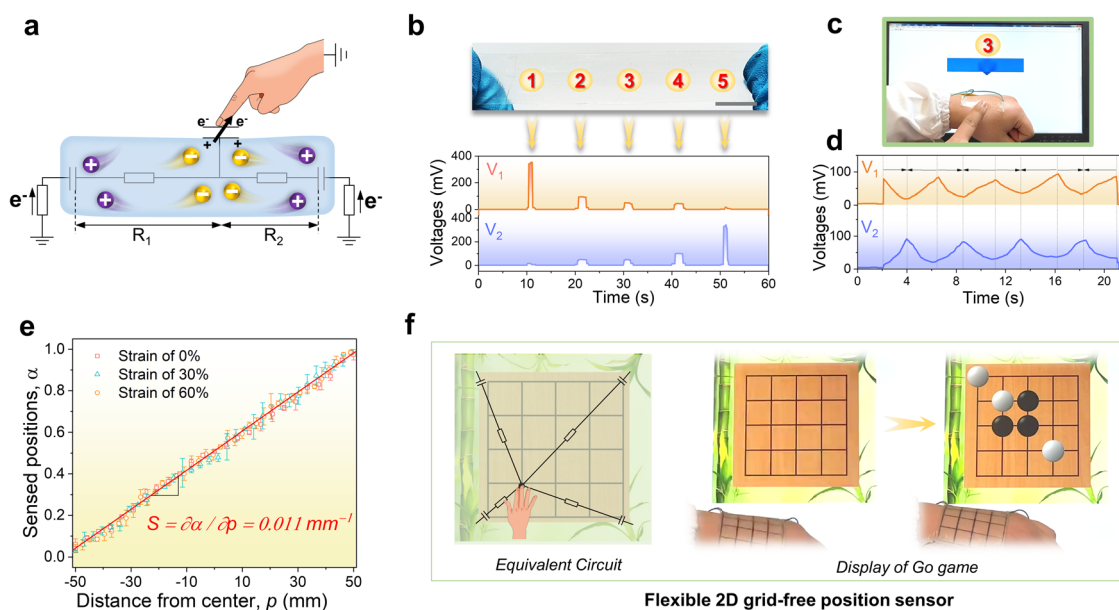 a
e⁻
e⁻
+
+
+
+
−
−
−
−
+
+
e⁻
e⁻
R₁
R₂
b
1
2
3
4
5
Voltages (mV)
400
200
0
400
200
0
V₁
V₂
0
10
20
30
40
50
60
Time (s)
c
3
d
Voltages (mV)
100
50
0
100
0
V₁
V₂
4
8
12
16
20
Time (s)
e
Sensed positions, α
1.0
0.8
0.6
0.4
0.2
0.0
Strain of 0%
Strain of 30%
Strain of 60%
S = ∂α / ∂p = 0.011 mm⁻¹
-50
-30
-10
10
30
50
Distance from center, p (mm)
f
Equivalent Circuit
Display of Go game
Flexible 2D grid-free position sensor